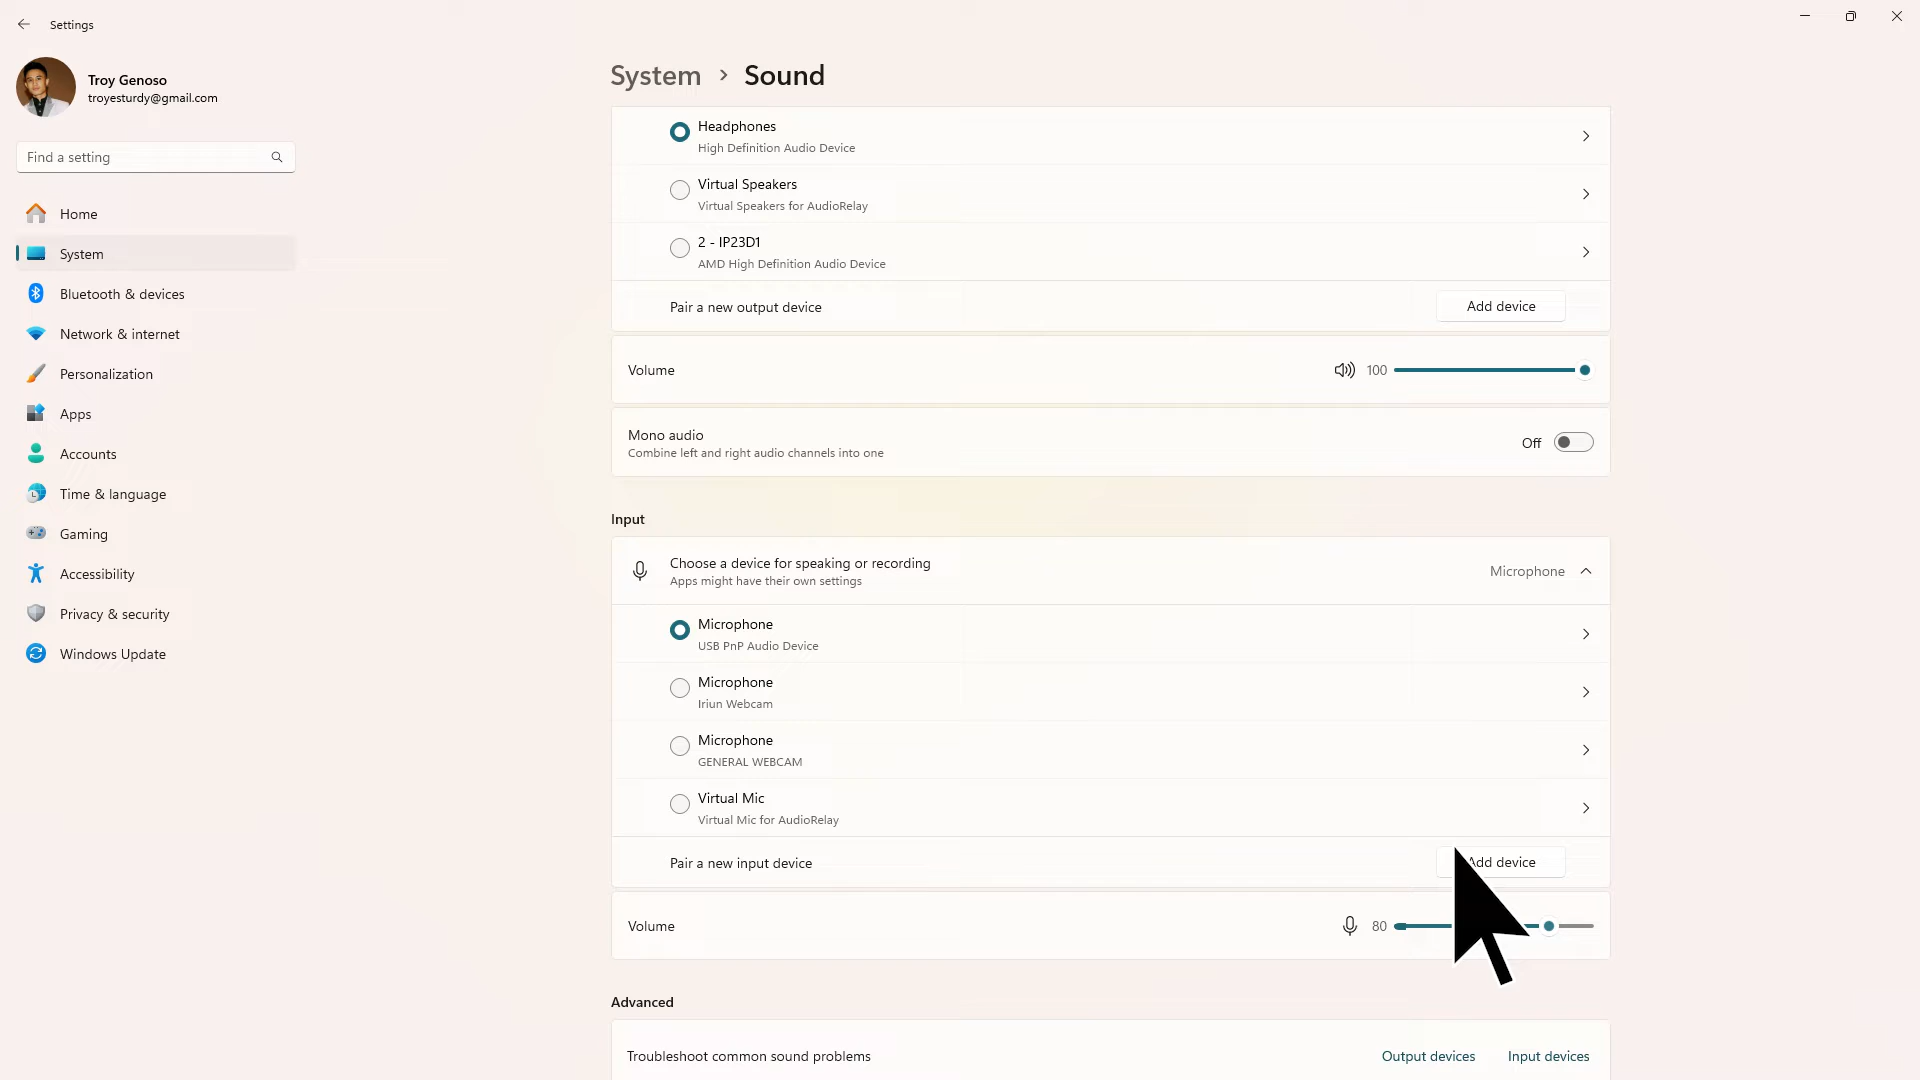 Settings
Troy Genoso
troyesturdy@gmail.com
Find a setting
Home
System
Bluetooth & devices
Network & internet
Personalization
Apps
Accounts
Time & language
Gaming
Accessibility
Privacy & security
Windows Update
System > Sound
Headphones
High Definition Audio Device
Virtual Speakers
Virtual Speakers for AudioRelay
2 - IP23D1
AMD High Definition Audio Device
Pair a new output device Add device
Volume 100
Mono audio
Combine left and right audio channels into one
Off
Input
Choose a device for speaking or recording
Apps might have their own settings
Microphone
Microphone
USB PnP Audio Device
Microphone
Iriun Webcam
Microphone
GENERAL WEBCAM
Virtual Mic
Virtual Mic for AudioRelay
Pair a new input device Add device
Volume 80
Advanced
Troubleshoot common sound problems Output devices Input devices